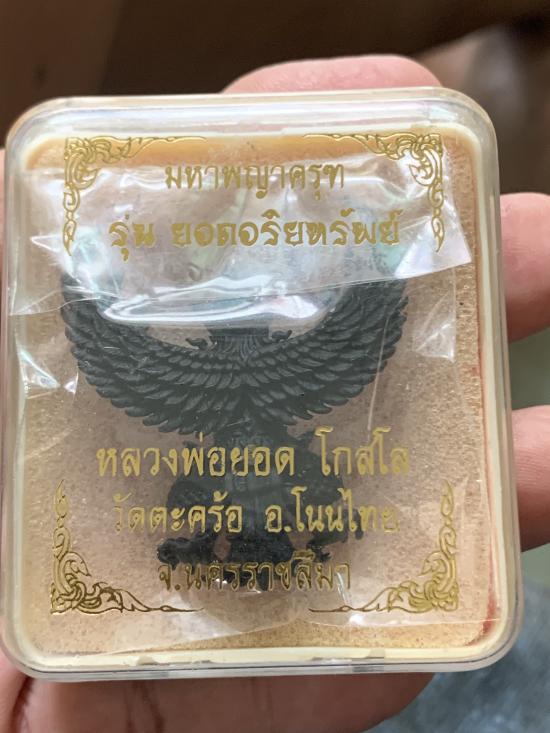 มหาพญาครุฑ
รุ่น ยอดอริยทรัพย์
หลวงพ่อยอด โกสโล
วัดตะคร้อ อ.โนนไทย
จ.นครราชสีมา